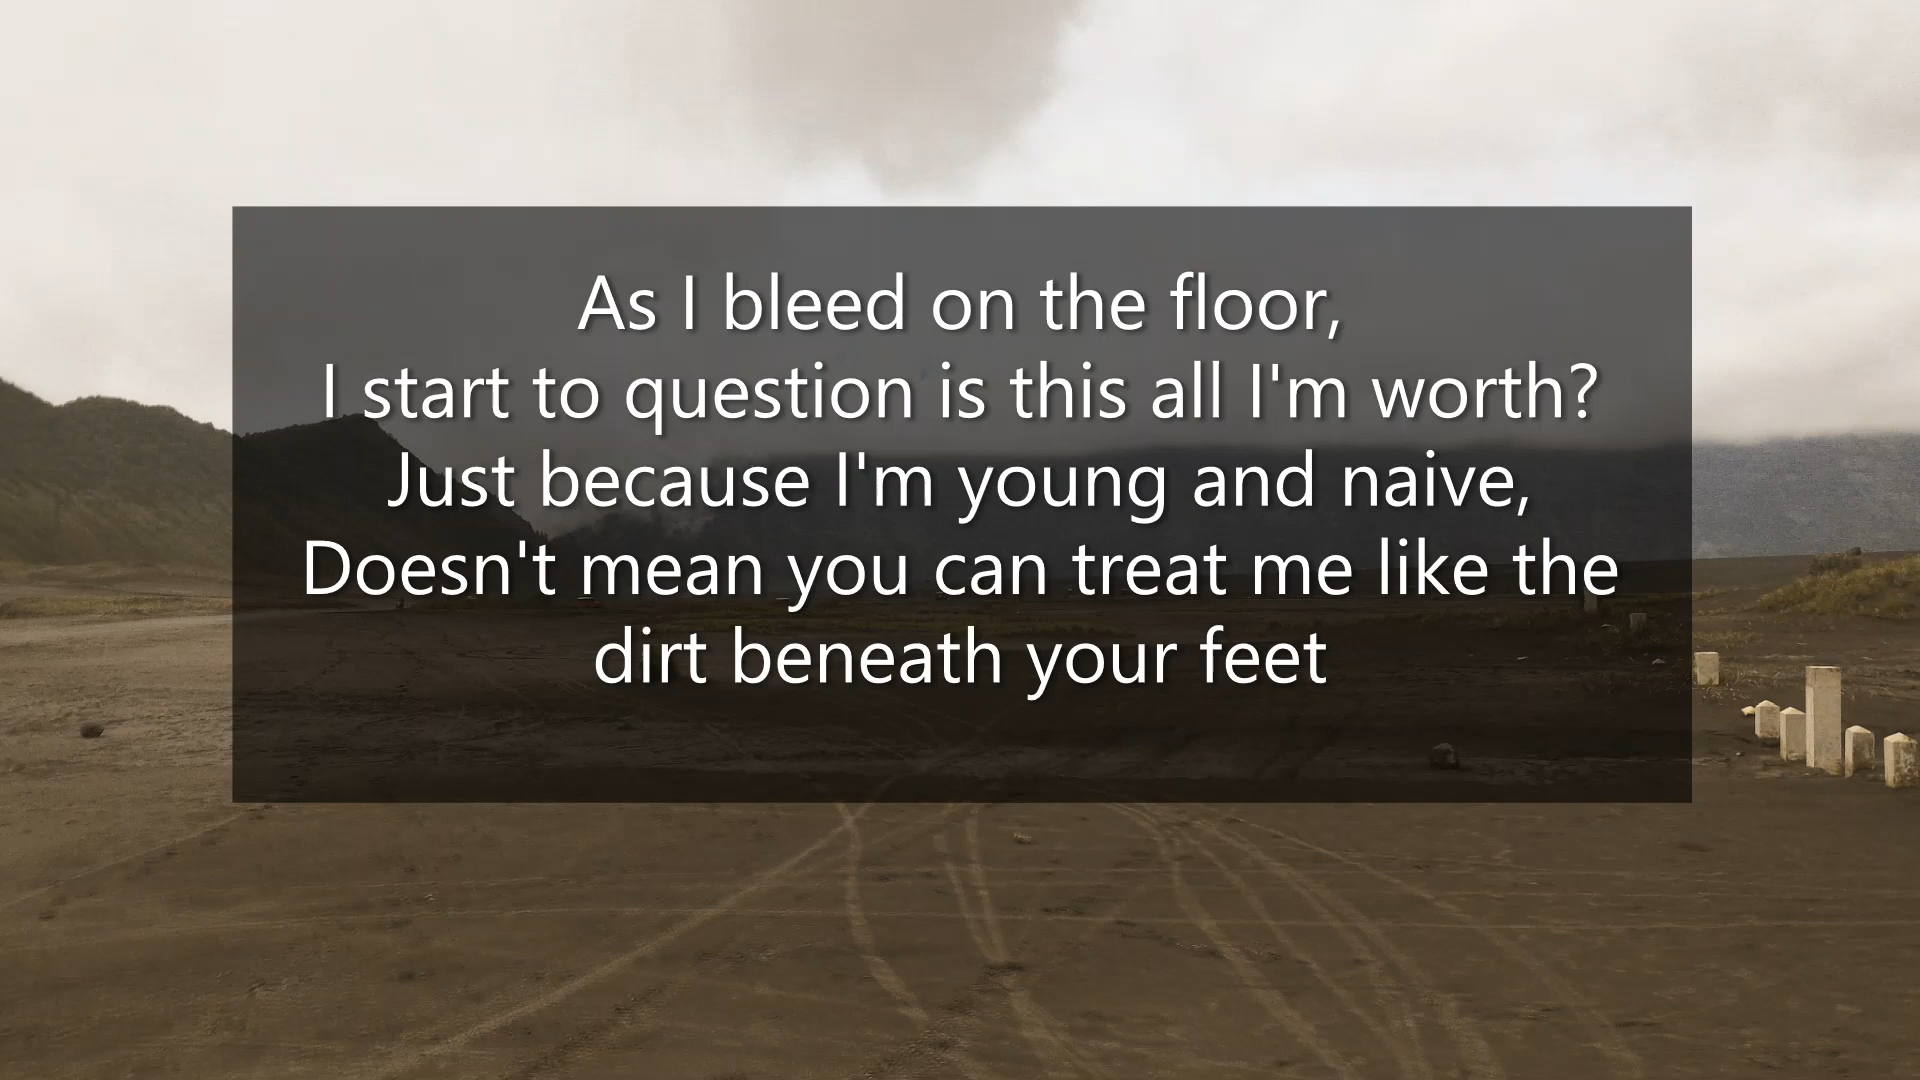 As I bleed on the floor,
I start to question is this all I'm worth?
Just because I'm young and naive,
Doesn't mean you can treat me like the
dirt beneath your feet